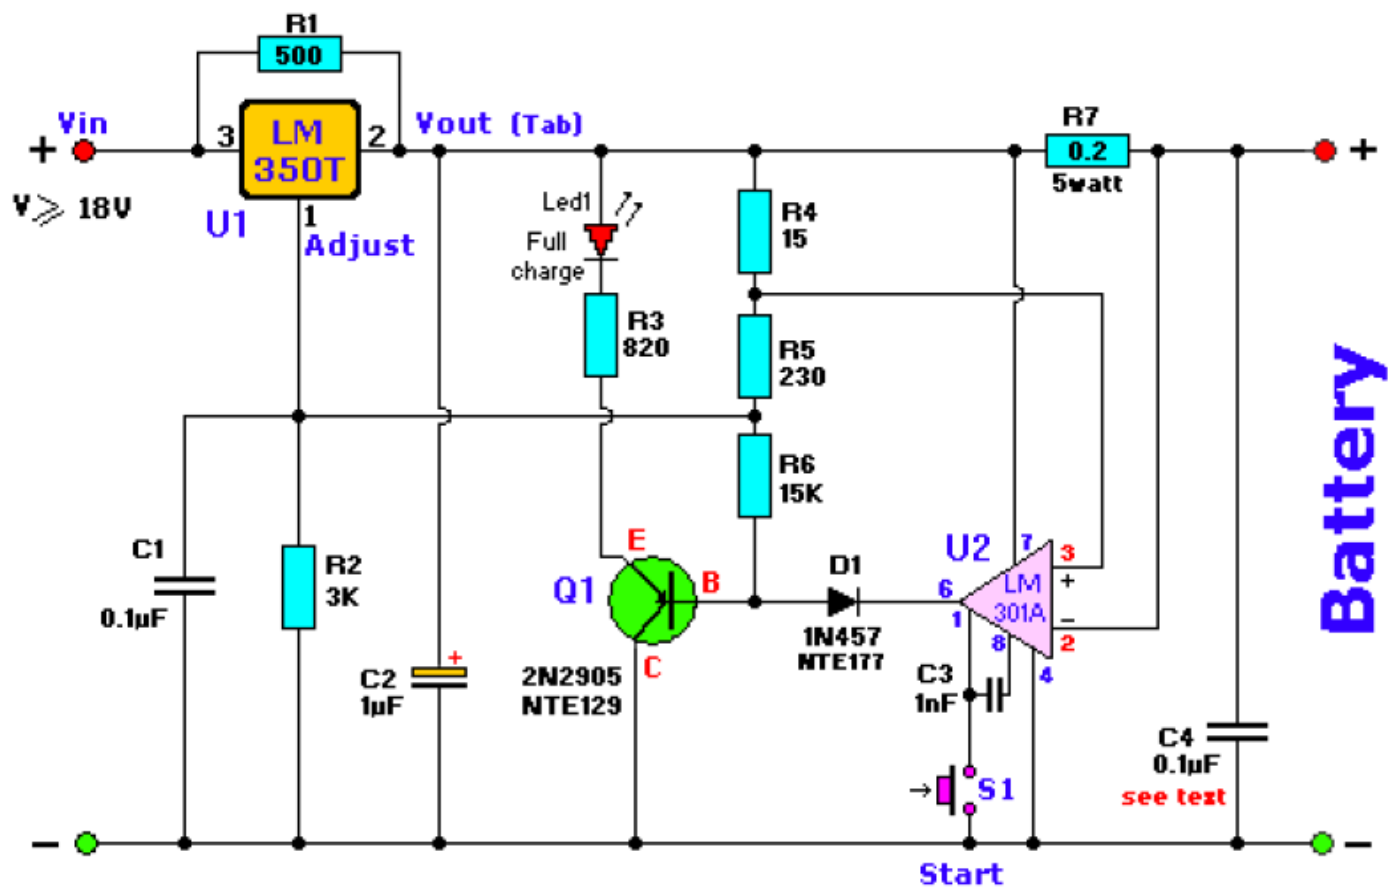 R1
500
Vin
+
3
LM
350T
2
Vout (Tab)
R7
0.2
5watt
+
V⩾ 18V
U1
1
Adjust
Led1
Full
charge
R4
15
R3
820
R5
230
R6
15K
Battery
C1
0.1µF
R2
3K
E
Q1
B
C
2N2905
NTE129
D1
1N457
NTE177
U2
7
3
6
LM
+
301A
1
–
8
2
4
C2
+
1µF
C3
1nF
C4
0.1µF
see text
→
S1
–
–
Start